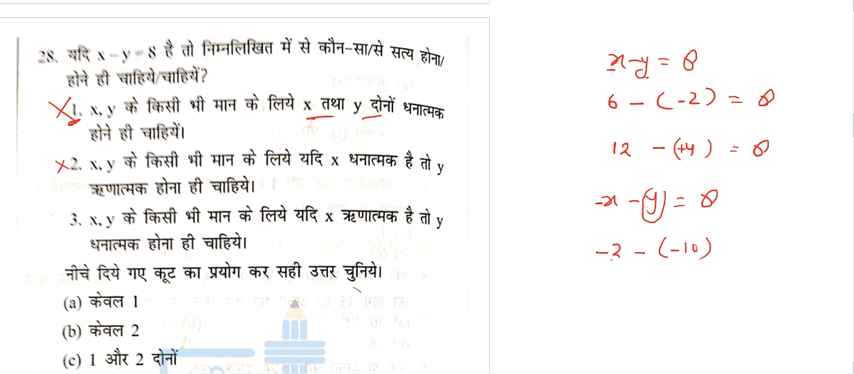 28. यदि x – y = 8 है तो निम्नलिखित में से कौन-सा/से सत्य होना/
होने ही चाहिये/चाहियें?
1. x, y के किसी भी मान के लिये x तथा y दोनों धनात्मक
होने ही चाहियें।
2. x, y के किसी भी मान के लिये यदि x धनात्मक है तो y
ऋणात्मक होना ही चाहिये।
3. x, y के किसी भी मान के लिये यदि x ऋणात्मक है तो y
धनात्मक होना ही चाहिये।
नीचे दिये गए कूट का प्रयोग कर सही उत्तर चुनिये।
(a) केवल 1
(b) केवल 2
(c) 1 और 2 दोनों
x - y = 8
6 - (-2) = 8
12 - (+4) = 8
-x - (y) = 8
-2 - (-10)